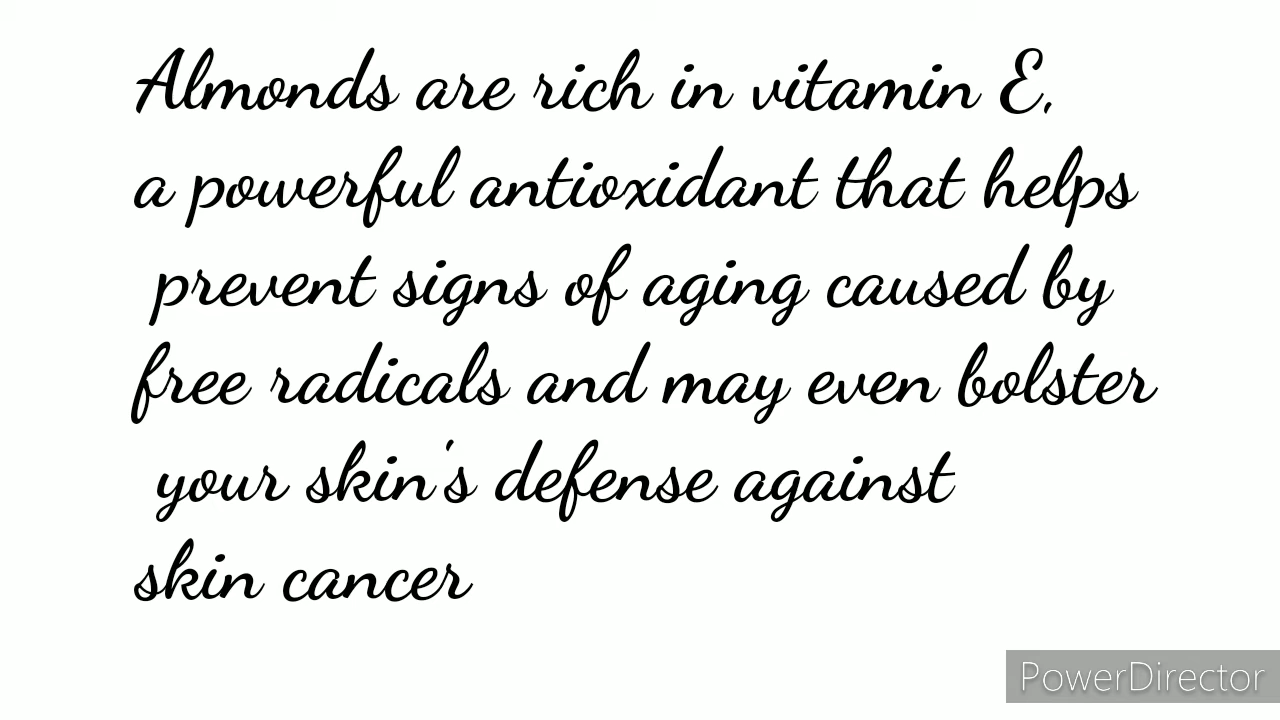 Almonds are rich in vitamin E,
a powerful antioxidant that helps
prevent signs of aging caused by
free radicals and may even bolster
your skin's defense against
skin cancer
PowerDirector